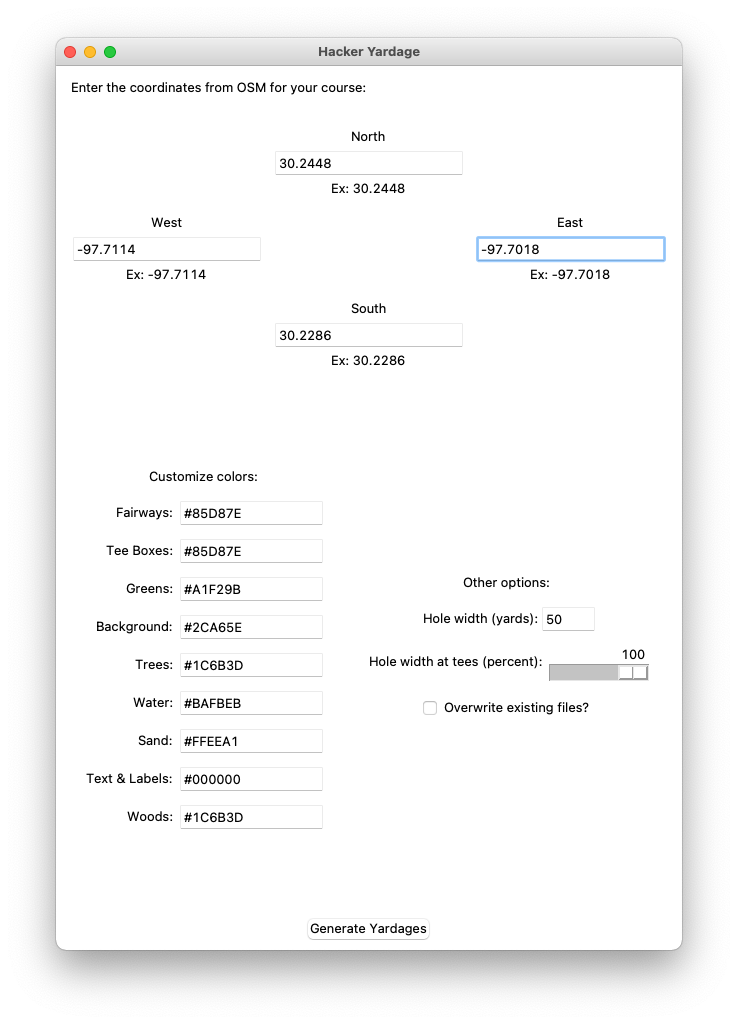 Hacker Yardage
Enter the coordinates from OSM for your course:
North
30.2448
Ex: 30.2448
West
East
-97.7114
-97.7018
Ex: -97.7114
Ex: -97.7018
South
30.2286
Ex: 30.2286
Customize colors:
Fairways: #85D87E
Tee Boxes: #85D87E
Greens: #A1F29B
Background: #2CA65E
Trees: #1C6B3D
Water: #BAFBEB
Sand: #FFEEA1
Text & Labels: #000000
Woods: #1C6B3D
Other options:
Hole width (yards): 50
100
Hole width at tees (percent):
Overwrite existing files?
Generate Yardages